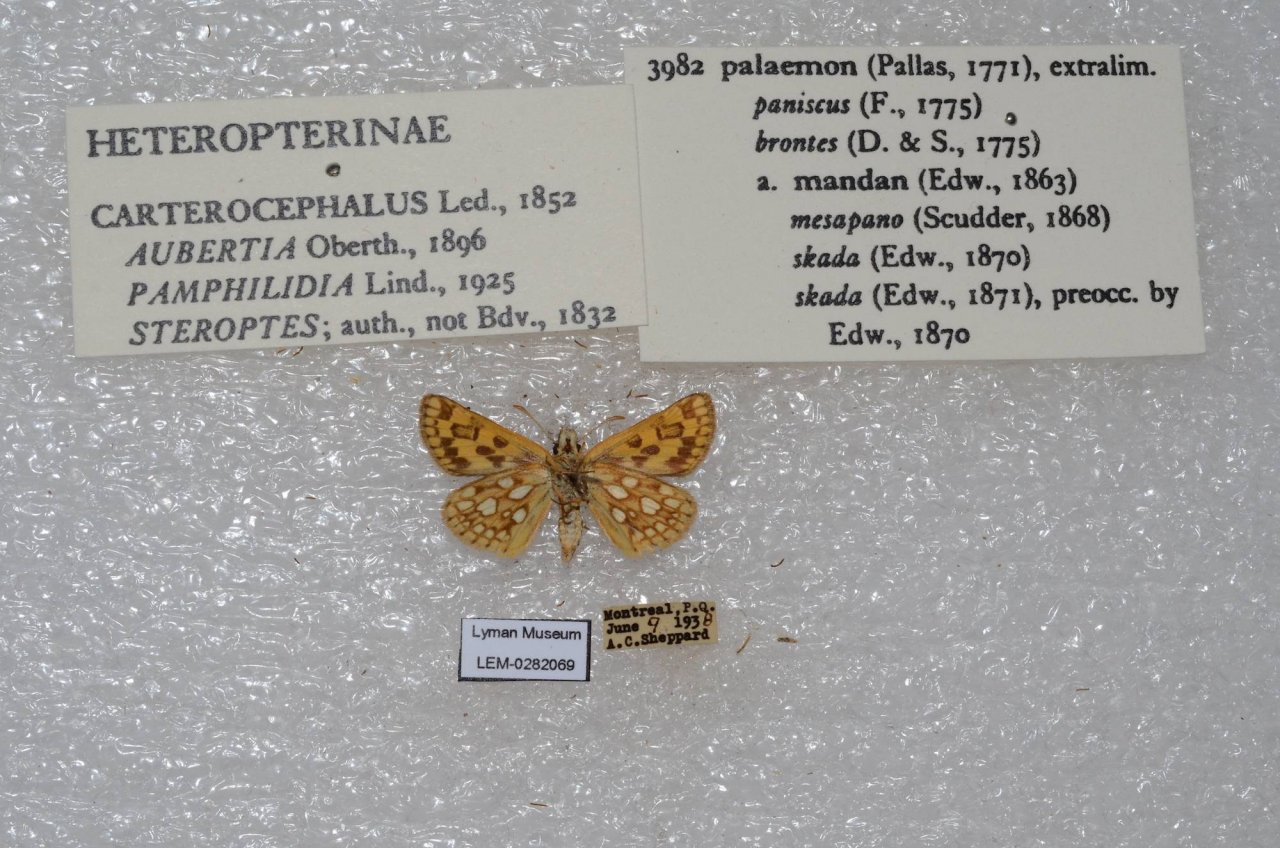 HETEROPTERINAE
CARTEROCEPHALUS Led., 1852
AUBERTIA Oberth., 1896
PAMPHILIDIA Lind., 1925
STEROPTES; auth., not Bdv., 1832
3982 palaemon (Pallas, 1771), extralim.
paniscus (F., 1775)
brontes (D. & S., 1775)
a. mandan (Edw., 1863)
mesapano (Scudder, 1868)
skada (Edw., 1870)
skada (Edw., 1871), preocc. by
Edw., 1870
Montreal, P.Q.
June 9 1938
A.C.Sheppard
Lyman Museum
LEM-0282069